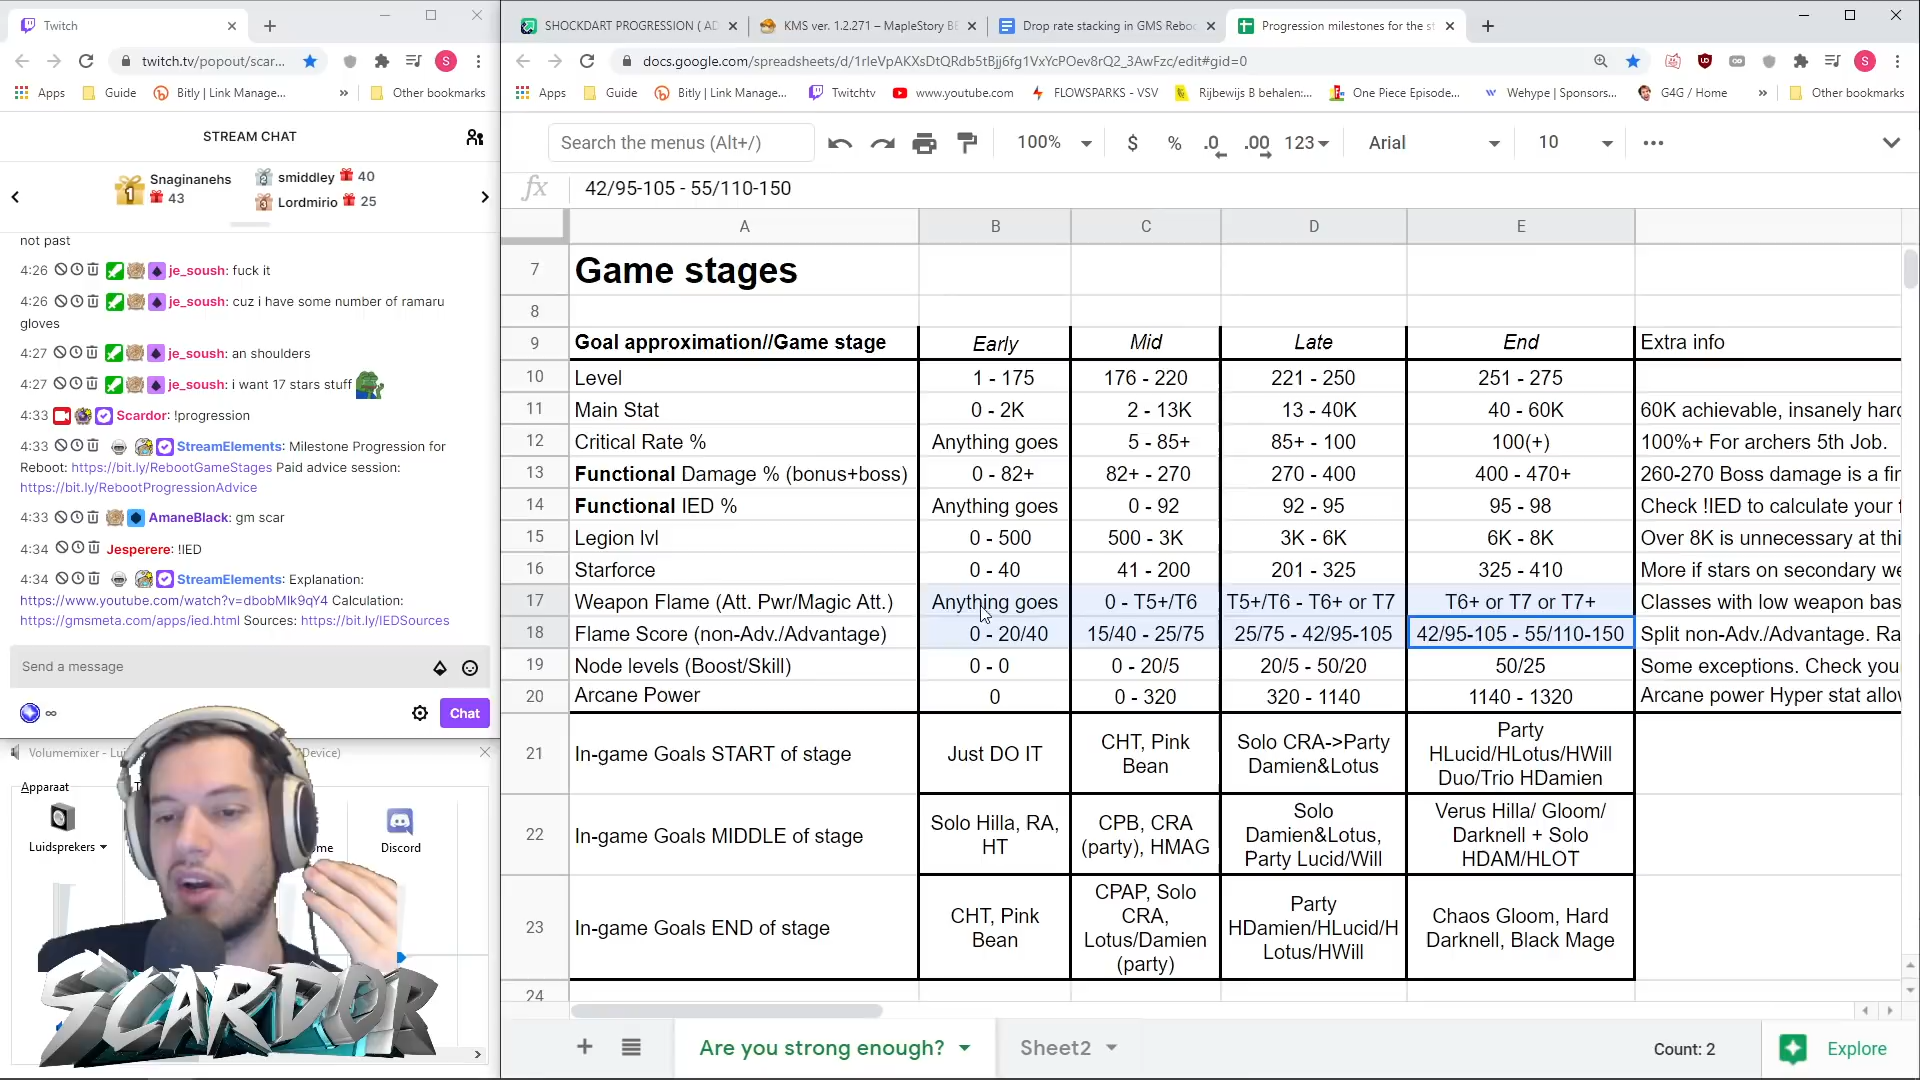 Twitch
twitch.tv/popout/scar...
Apps
Guide
Bitly | Link Manage...
Other bookmarks
STREAM CHAT
Snaginanehs
43
smiddley 40
Lordmirio 25
not past
4:26 je_soush: fuck it
4:26 je_soush: cuz i have some number of ramaru
gloves
4:27 je_soush: an shoulders
4:27 je_soush: i want 17 stars stuff
4:33 Scardor: !progression
4:33 StreamElements: Milestone Progression for
Reboot: https://bit.ly/RebootGameStages Paid advice session:
https://bit.ly/RebootProgressionAdvice
4:33 AmaneBlack: gm scar
4:34 Jesperere: !IED
4:34 StreamElements: Explanation:
https://www.youtube.com/watch?v=dbobMlk9qY4 Calculation:
https://gmsmeta.com/apps/ied.html Sources: https://bit.ly/IEDSources
Send a message
Chat
Volumemixer - Lui
Device)
Apparaat
Luidsprekers
Discord
SCARDOR
SHOCKDART PROGRESSION ( AD
KMS ver. 1.2.271 – MapleStory BE
Drop rate stacking in GMS Reboo
Progression milestones for the st
docs.google.com/spreadsheets/d/1rleVpAKXsDtQRdb5tBjj6fg1VxYcPOev8rQ2_3AwFzc/edit#gid=0
Apps
Guide
Bitly | Link Manage...
Twitchtv
www.youtube.com
FLOWSPARKS - VSV
Rijbewijs B behalen:...
One Piece Episode...
Wehype | Sponsors...
G4G / Home
Other bookmarks
Search the menus (Alt+/)
100% $ % .0 .00 123 Arial 10
fx 42/95-105 - 55/110-150
A B C D E
7 Game stages
8
9 Goal approximation//Game stage Early Mid Late End Extra info
10 Level 1 - 175 176 - 220 221 - 250 251 - 275
11 Main Stat 0 - 2K 2 - 13K 13 - 40K 40 - 60K 60K achievable, insanely hard
12 Critical Rate % Anything goes 5 - 85+ 85+ - 100 100(+) 100%+ For archers 5th Job.
13 Functional Damage % (bonus+boss) 0 - 82+ 82+ - 270 270 - 400 400 - 470+ 260-270 Boss damage is a fin
14 Functional IED % Anything goes 0 - 92 92 - 95 95 - 98 Check !IED to calculate your f
15 Legion lvl 0 - 500 500 - 3K 3K - 6K 6K - 8K Over 8K is unnecessary at thi
16 Starforce 0 - 40 41 - 200 201 - 325 325 - 410 More if stars on secondary we
17 Weapon Flame (Att. Pwr/Magic Att.) Anything goes 0 - T5+/T6 T5+/T6 - T6+ or T7 T6+ or T7 or T7+ Classes with low weapon bas
18 Flame Score (non-Adv./Advantage) 0 - 20/40 15/40 - 25/75 25/75 - 42/95-105 42/95-105 - 55/110-150 Split non-Adv./Advantage. Ra
19 Node levels (Boost/Skill) 0 - 0 0 - 20/5 20/5 - 50/20 50/25 Some exceptions. Check you
20 Arcane Power 0 0 - 320 320 - 1140 1140 - 1320 Arcane power Hyper stat allow
21 In-game Goals START of stage Just DO IT CHT, Pink Bean Solo CRA->Party Damien&Lotus Party HLucid/HLotus/HWill Duo/Trio HDamien
22 In-game Goals MIDDLE of stage Solo Hilla, RA, HT CPB, CRA (party), HMAG Solo Damien&Lotus, Party Lucid/Will Verus Hilla/ Gloom/ Darknell + Solo HDAM/HLOT
23 In-game Goals END of stage CHT, Pink Bean CPAP, Solo CRA, Lotus/Damien (party) Party HDamien/HLucid/H Lotus/HWill Chaos Gloom, Hard Darknell, Black Mage
24
Are you strong enough?
Sheet2
Count: 2
Explore